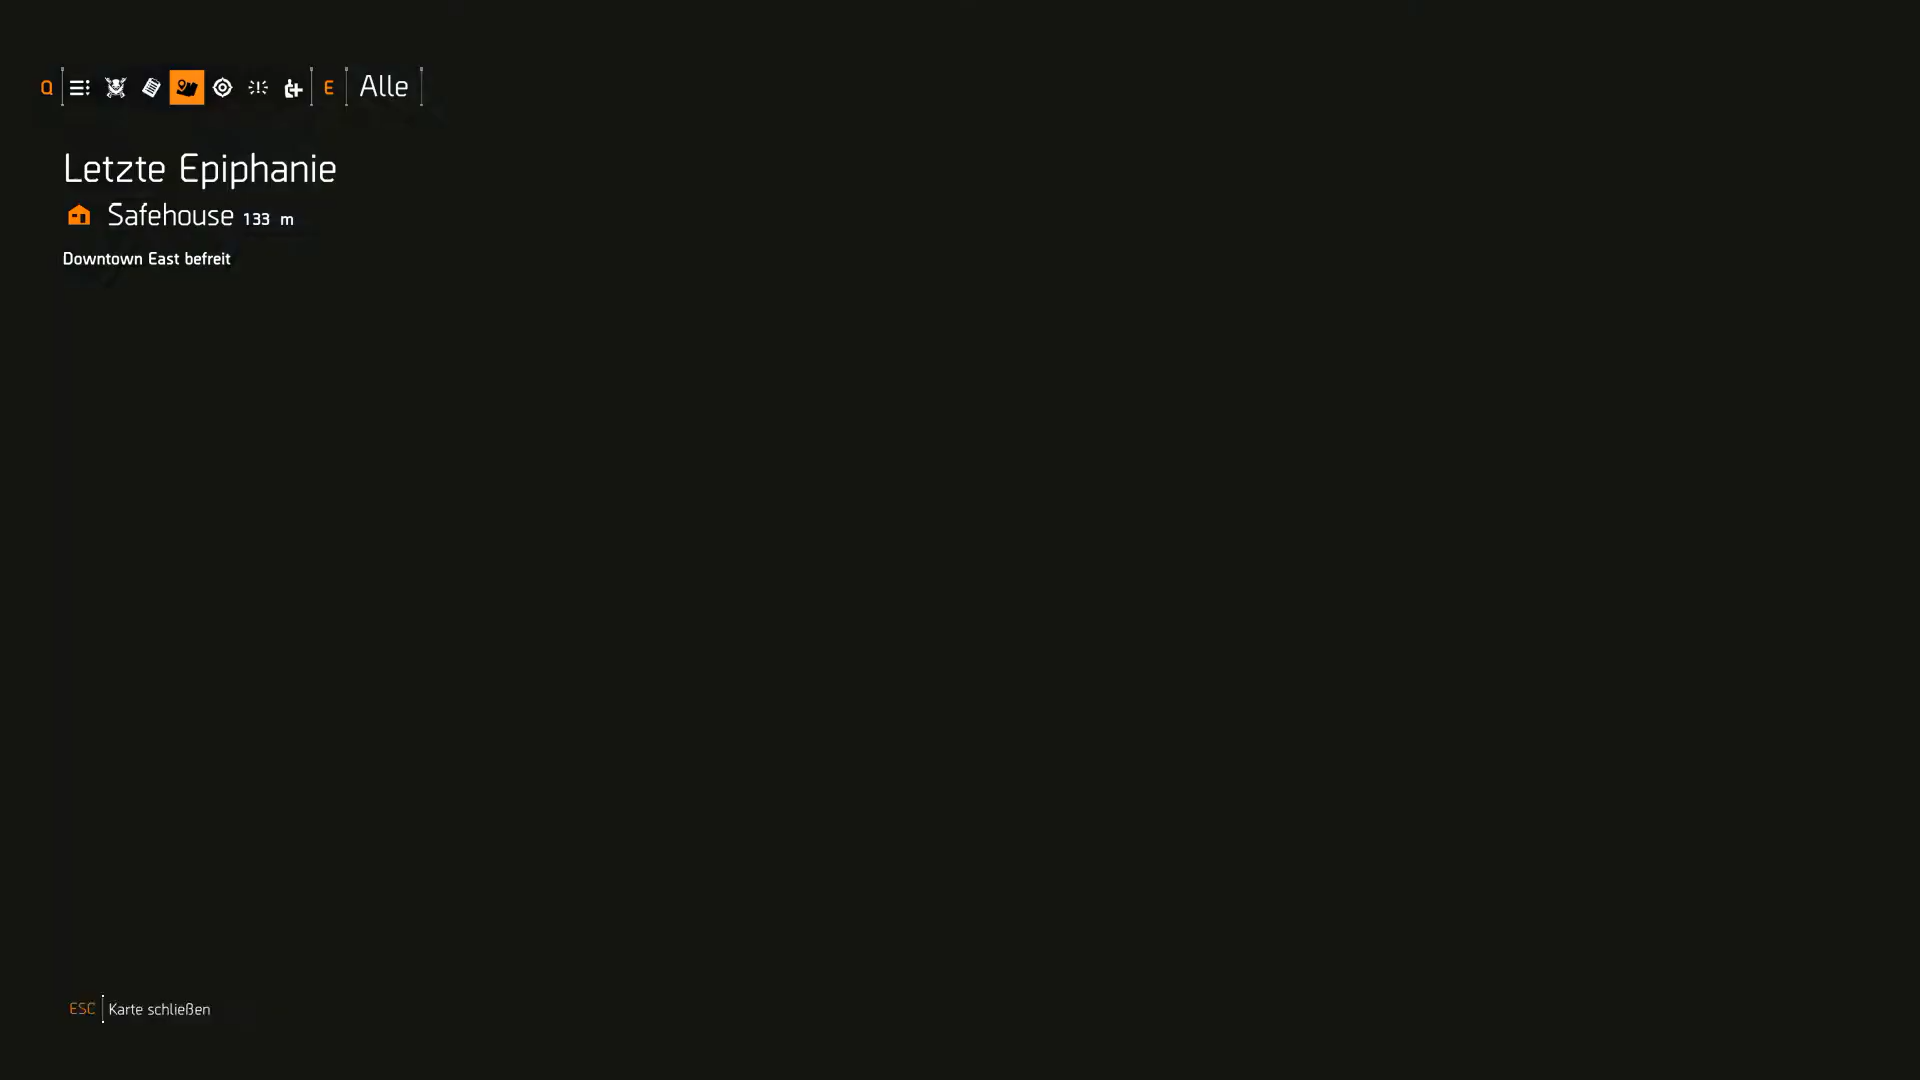 Q E Alle
Letzte Epiphanie
Safehouse 133 m
Downtown East befreit
ESC Karte schließen